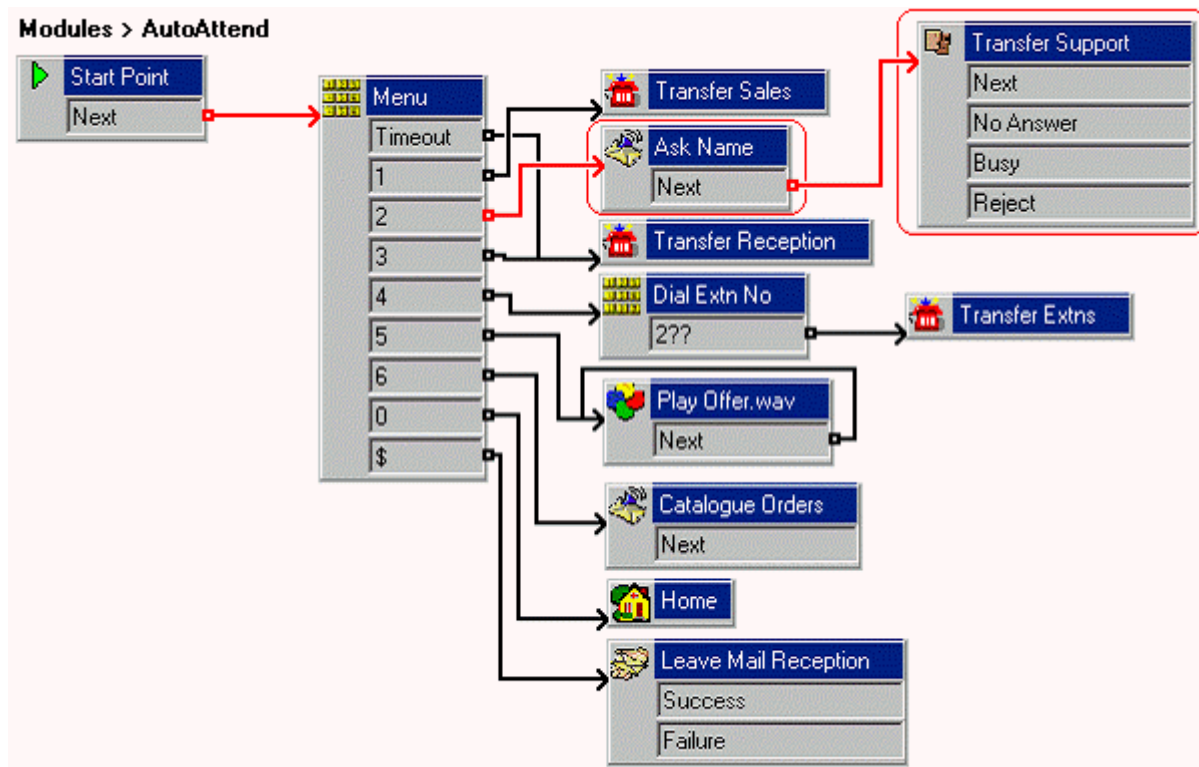 Modules > AutoAttend
Start Point
Next
Menu
Timeout
1
2
3
4
5
6
0
$
Transfer Sales
Ask Name
Next
Transfer Reception
Dial Extn No
2??
Play Offer.wav
Next
Catalogue Orders
Next
Home
Leave Mail Reception
Success
Failure
Transfer Support
Next
No Answer
Busy
Reject
Transfer Extns